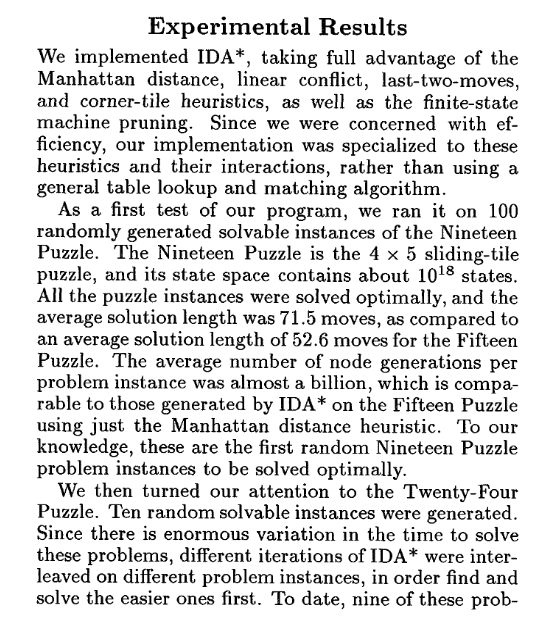 Experimental Results
We implemented IDA*, taking full advantage of the
Manhattan distance, linear conflict, last-two-moves,
and corner-tile heuristics, as well as the finite-state
machine pruning. Since we were concerned with ef-
ficiency, our implementation was specialized to these
heuristics and their interactions, rather than using a
general table lookup and matching algorithm.
As a first test of our program, we ran it on 100
randomly generated solvable instances of the Nineteen
Puzzle. The Nineteen Puzzle is the 4 × 5 sliding-tile
puzzle, and its state space contains about 10¹⁸ states.
All the puzzle instances were solved optimally, and the
average solution length was 71.5 moves, as compared to
an average solution length of 52.6 moves for the Fifteen
Puzzle. The average number of node generations per
problem instance was almost a billion, which is compa-
rable to those generated by IDA* on the Fifteen Puzzle
using just the Manhattan distance heuristic. To our
knowledge, these are the first random Nineteen Puzzle
problem instances to be solved optimally.
We then turned our attention to the Twenty-Four
Puzzle. Ten random solvable instances were generated.
Since there is enormous variation in the time to solve
these problems, different iterations of IDA* were inter-
leaved on different problem instances, in order find and
solve the easier ones first. To date, nine of these prob-